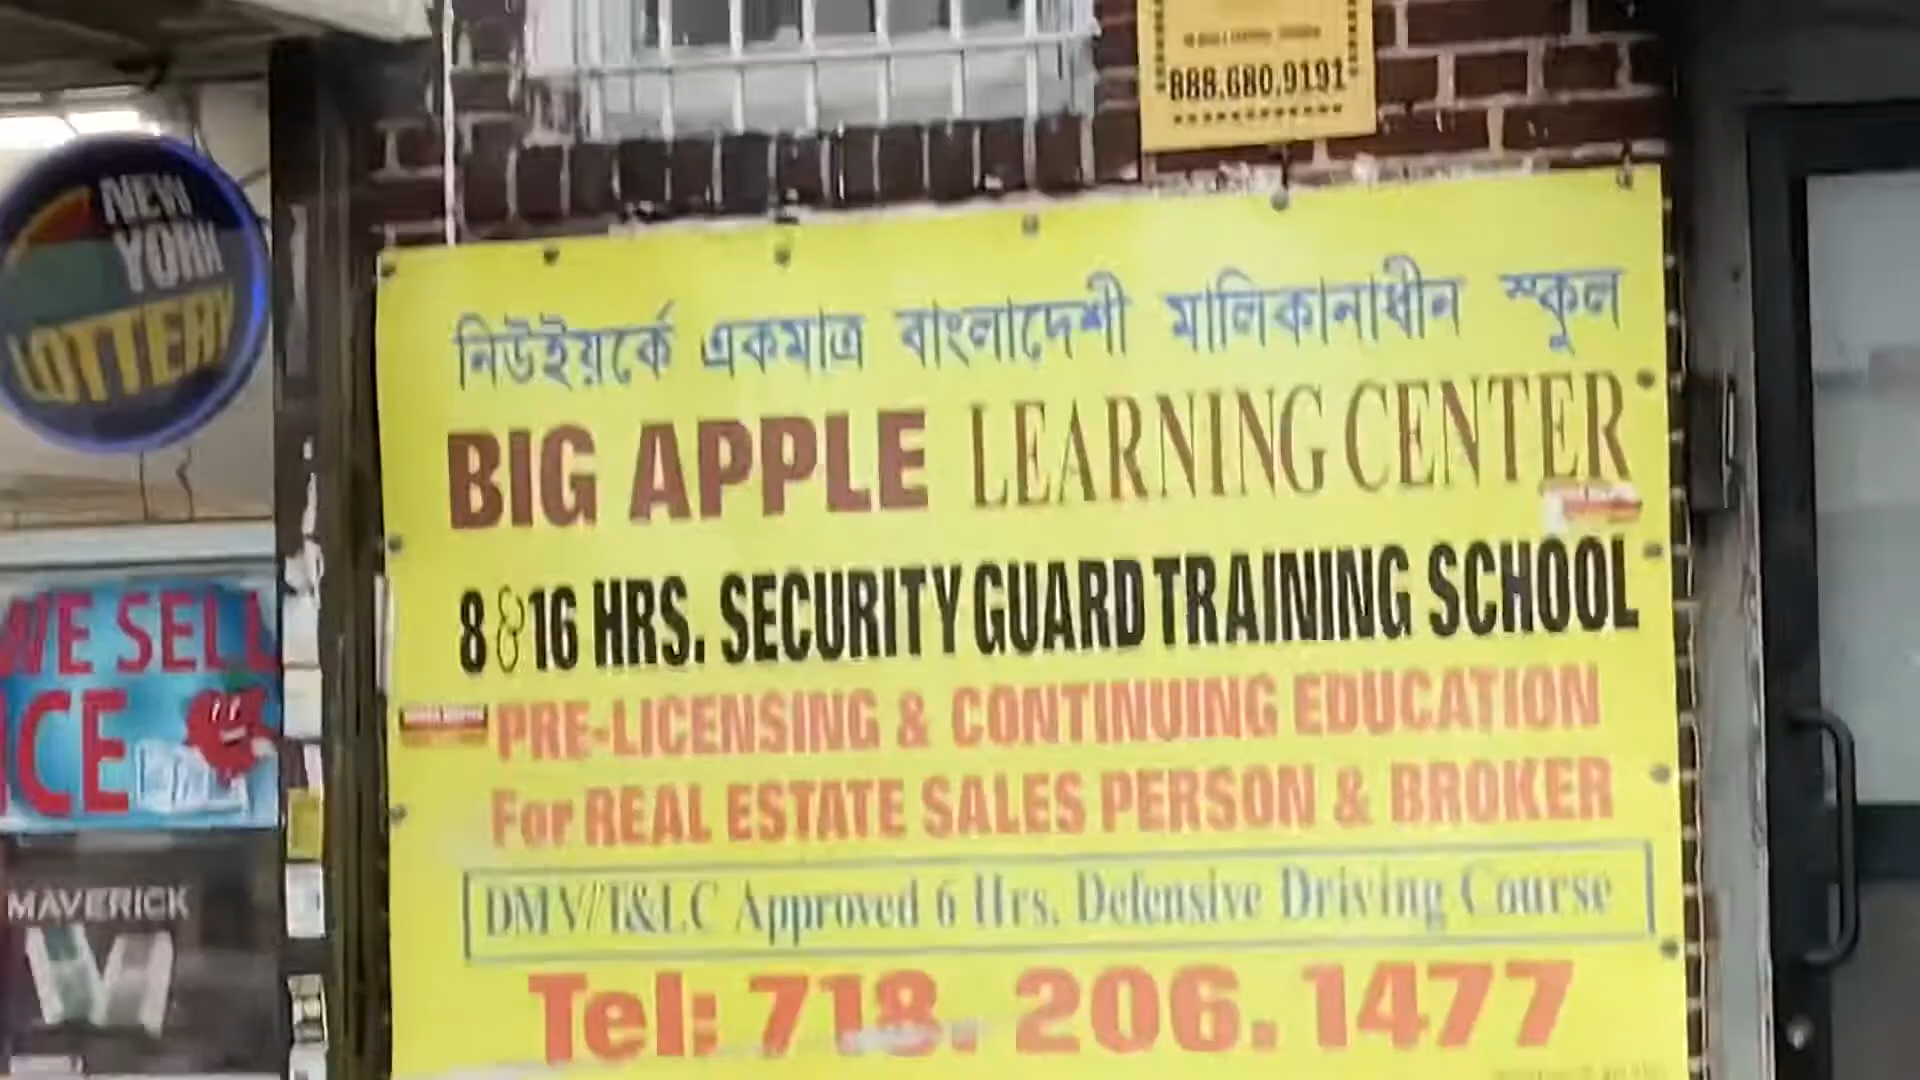 888.680.9191
NEW
YORK
LOTTERY
নিউইয়র্কে একমাত্র বাংলাদেশী মালিকানাধীন স্কুল
BIG APPLE LEARNING CENTER
8 & 16 HRS. SECURITY GUARD TRAINING SCHOOL
PRE-LICENSING & CONTINUING EDUCATION
For REAL ESTATE SALES PERSON & BROKER
DMV/T&LC Approved 6 Hrs. Defensive Driving Course
Tel: 718. 206. 1477
WE SELL
ICE
MAVERICK